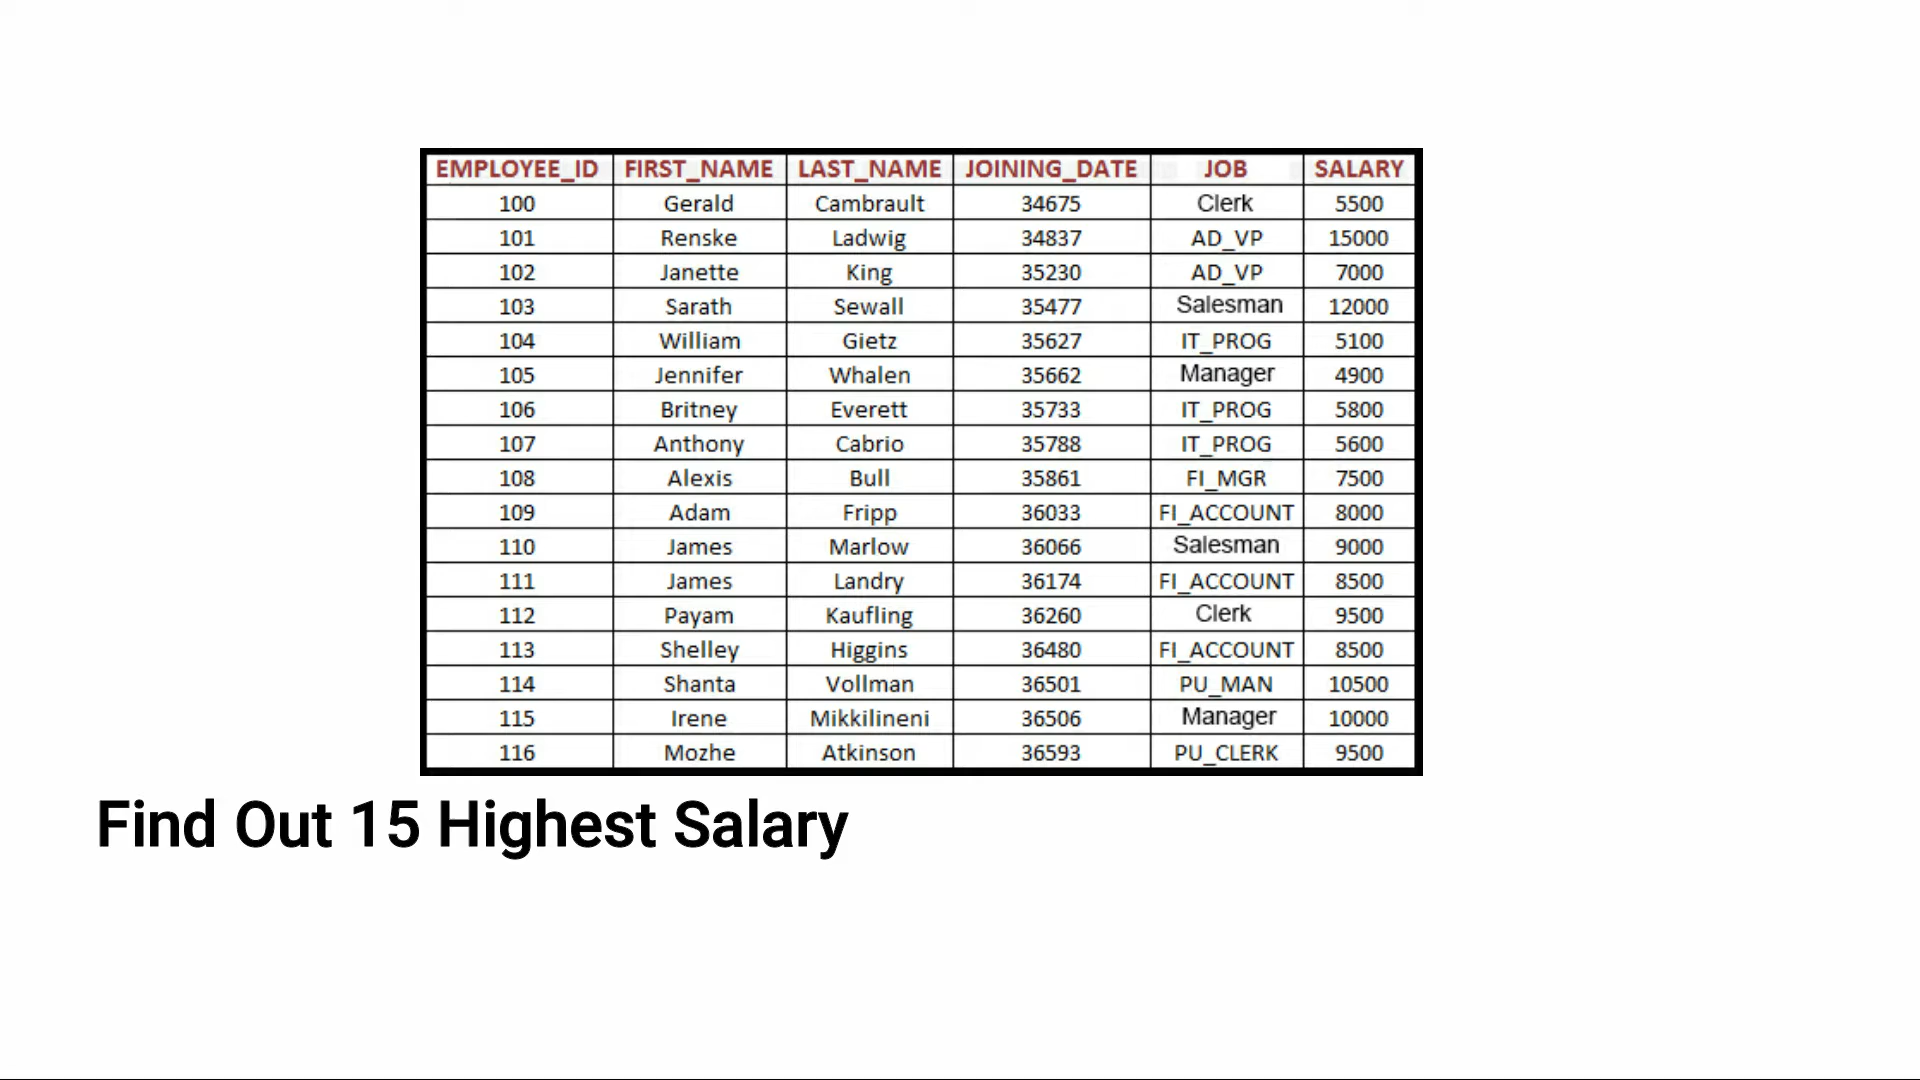 EMPLOYEE_ID FIRST_NAME LAST_NAME JOINING_DATE JOB SALARY
100 Gerald Cambrault 34675 Clerk 5500
101 Renske Ladwig 34837 AD_VP 15000
102 Janette King 35230 AD_VP 7000
103 Sarath Sewall 35477 Salesman 12000
104 William Gietz 35627 IT_PROG 5100
105 Jennifer Whalen 35662 Manager 4900
106 Britney Everett 35733 IT_PROG 5800
107 Anthony Cabrio 35788 IT_PROG 5600
108 Alexis Bull 35861 FI_MGR 7500
109 Adam Fripp 36033 FI_ACCOUNT 8000
110 James Marlow 36066 Salesman 9000
111 James Landry 36174 FI_ACCOUNT 8500
112 Payam Kaufling 36260 Clerk 9500
113 Shelley Higgins 36480 FI_ACCOUNT 8500
114 Shanta Vollman 36501 PU_MAN 10500
115 Irene Mikkilineni 36506 Manager 10000
116 Mozhe Atkinson 36593 PU_CLERK 9500
Find Out 15 Highest Salary